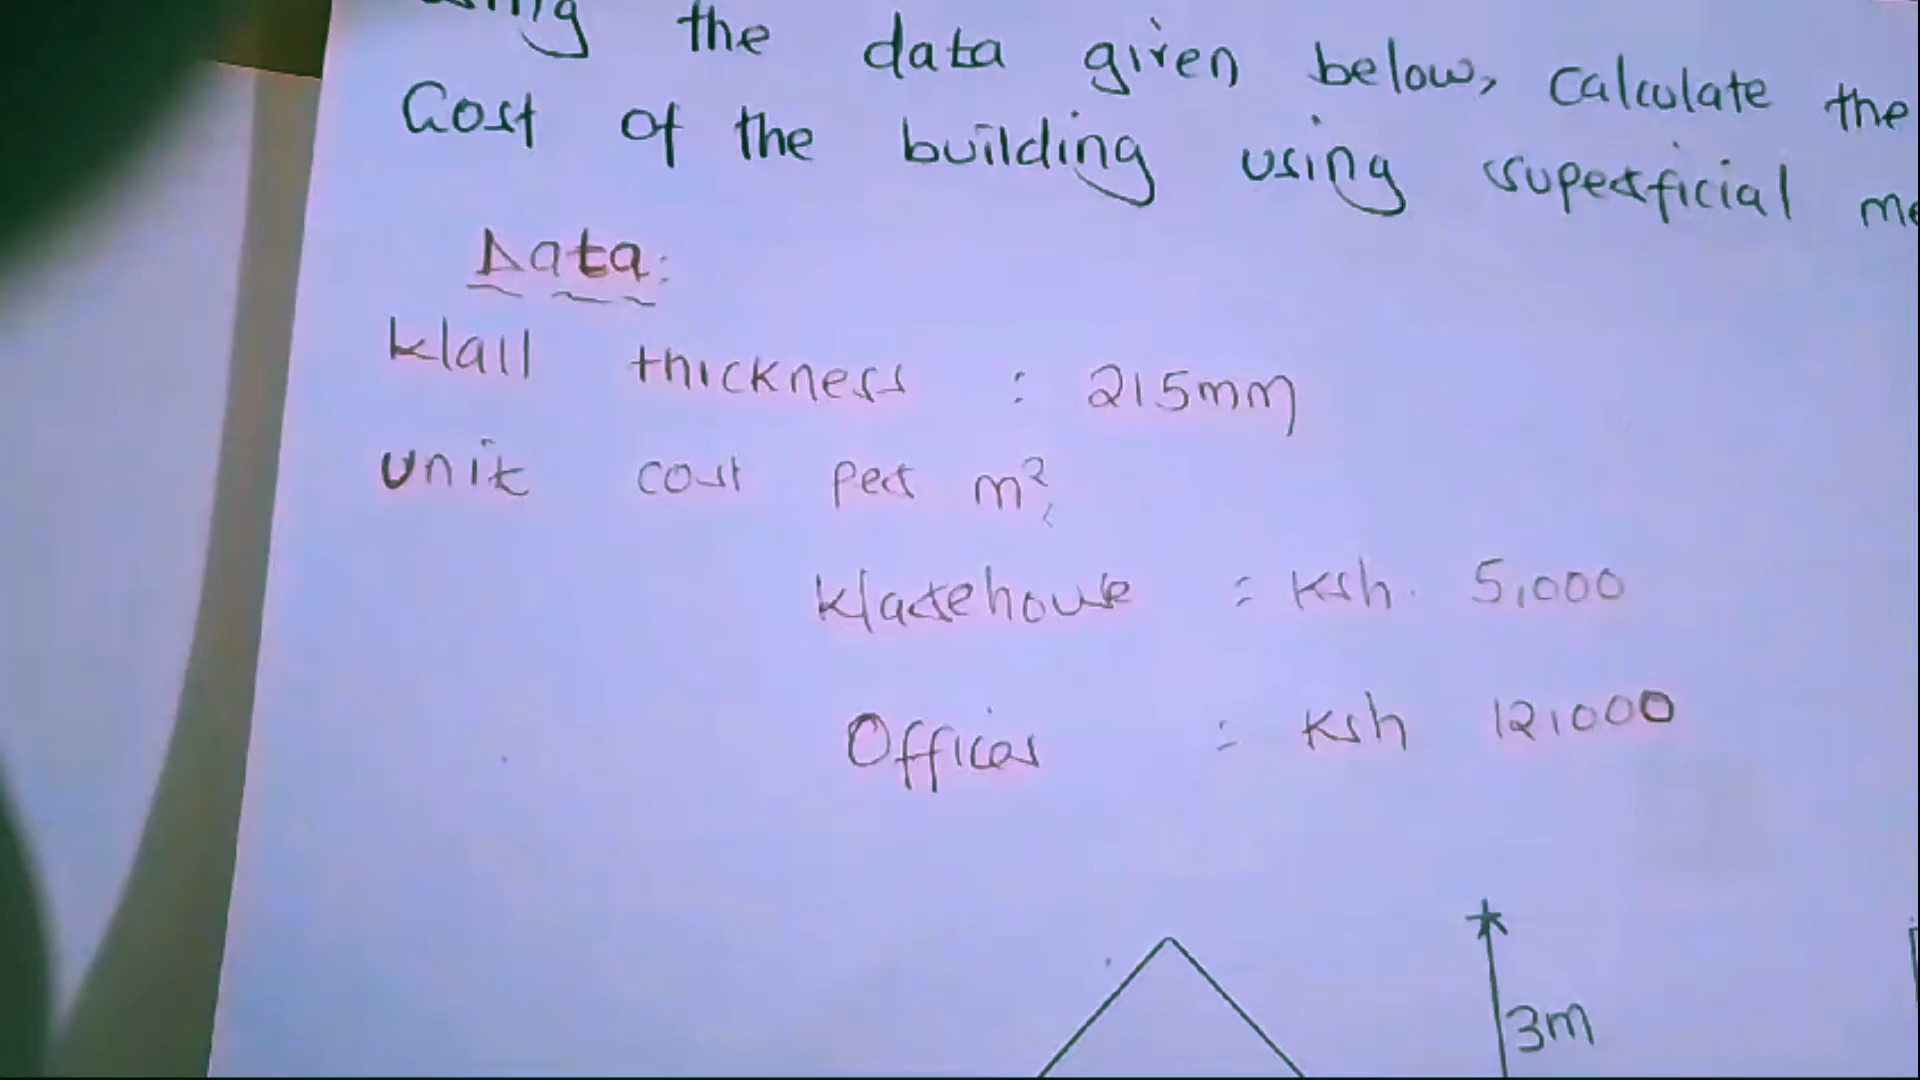 the data given below, Calculate the
Cost of the building using superficial
Data:
Wall thickness : 215mm
Unit cost per m²
Warehouse = Ksh. 5,000
Offices = Ksh 12,000
3m